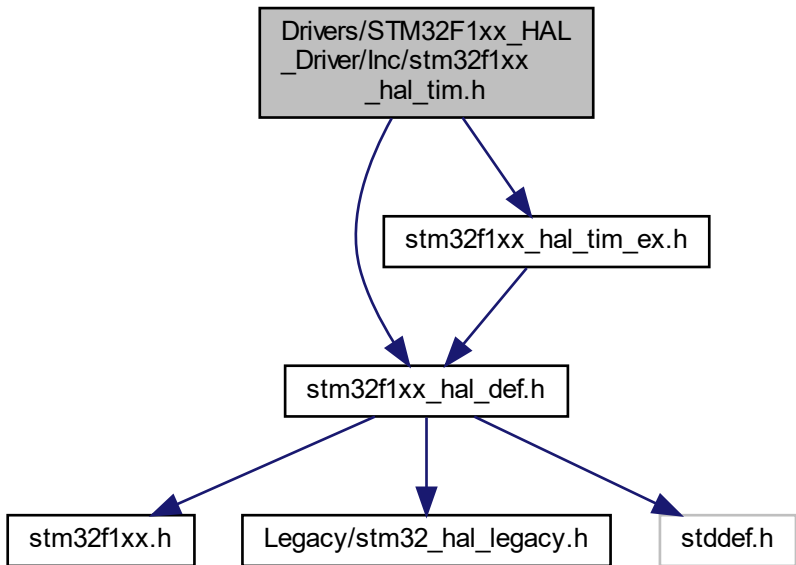 Drivers/STM32F1xx_HAL
_Driver/Inc/stm32f1xx
_hal_tim.h
stm32f1xx_hal_tim_ex.h
stm32f1xx_hal_def.h
stm32f1xx.h
Legacy/stm32_hal_legacy.h
stddef.h